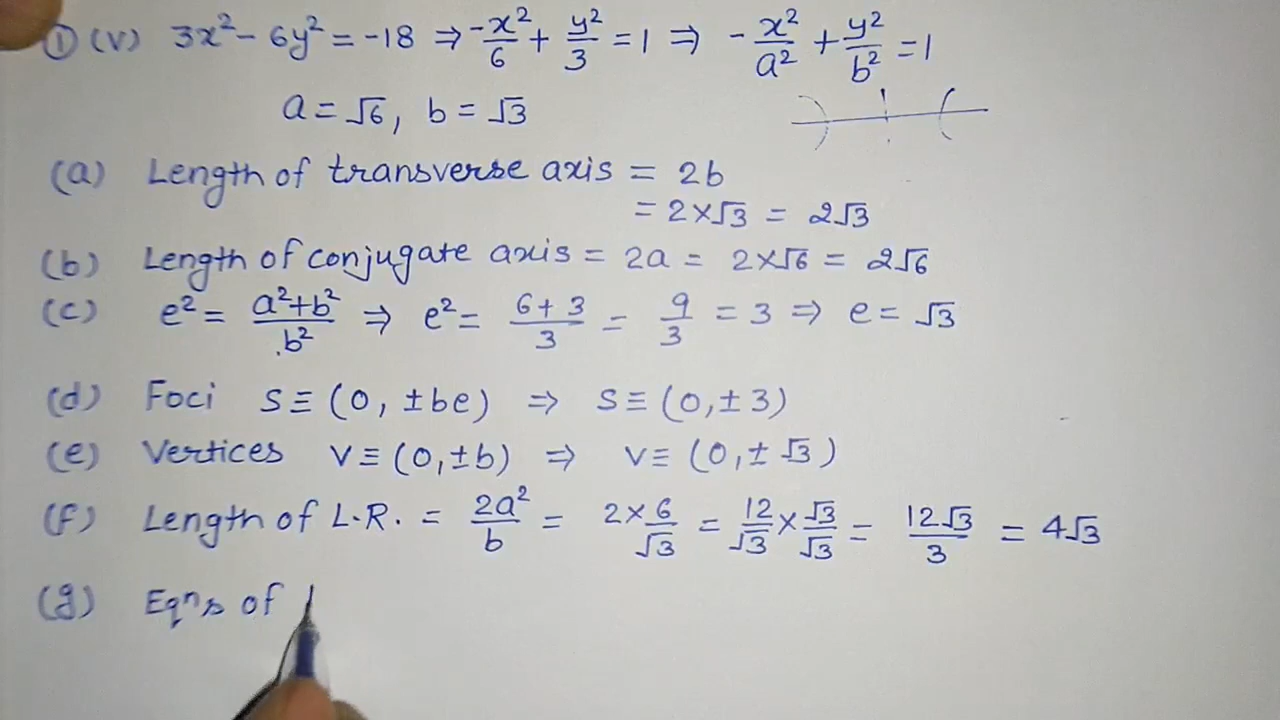 ① (V) 3x² - 6y² = -18 ⇒ -x²/6 + y²/3 = 1 ⇒ -x²/a² + y²/b² = 1
a = √6, b = √3
(a) Length of transverse axis = 2b
= 2×√3 = 2√3
(b) Length of conjugate axis = 2a = 2×√6 = 2√6
(c) e² = (a²+b²)/b² ⇒ e² = (6+3)/3 = 9/3 = 3 ⇒ e = √3
(d) Foci S ≡ (0, ±be) ⇒ S ≡ (0, ±3)
(e) Vertices V ≡ (0, ±b) ⇒ V ≡ (0, ±√3)
(f) Length of L.R. = 2a²/b = 2×6/√3 = 12/√3 × √3/√3 = 12√3/3 = 4√3
(g) Eqⁿs of